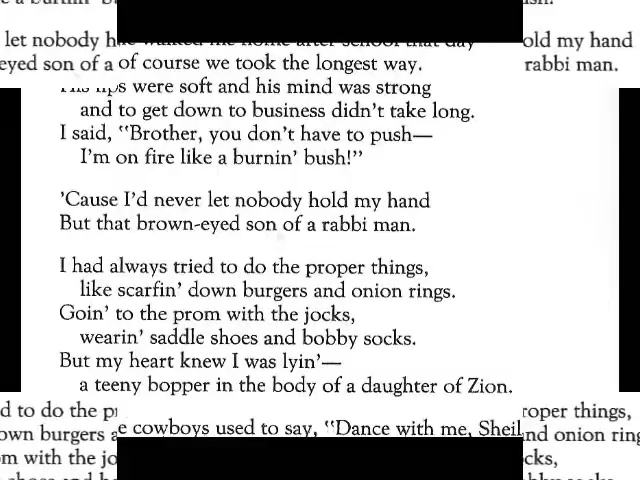 let nobody h
old my hand
eyed son of a
of course we took the longest way.
rabbi man.
His lips were soft and his mind was strong
and to get down to business didn't take long.
I said, "Brother, you don't have to push—
I'm on fire like a burnin' bush!"
'Cause I'd never let nobody hold my hand
But that brown-eyed son of a rabbi man.
I had always tried to do the proper things,
like scarfin' down burgers and onion rings.
Goin' to the prom with the jocks,
wearin' saddle shoes and bobby socks.
But my heart knew I was lyin'—
a teeny bopper in the body of a daughter of Zion.
d to do the pr
roper things,
e cowboys used to say, "Dance with me, Sheil
own burgers a
nd onion ring
m with the jo
cks,